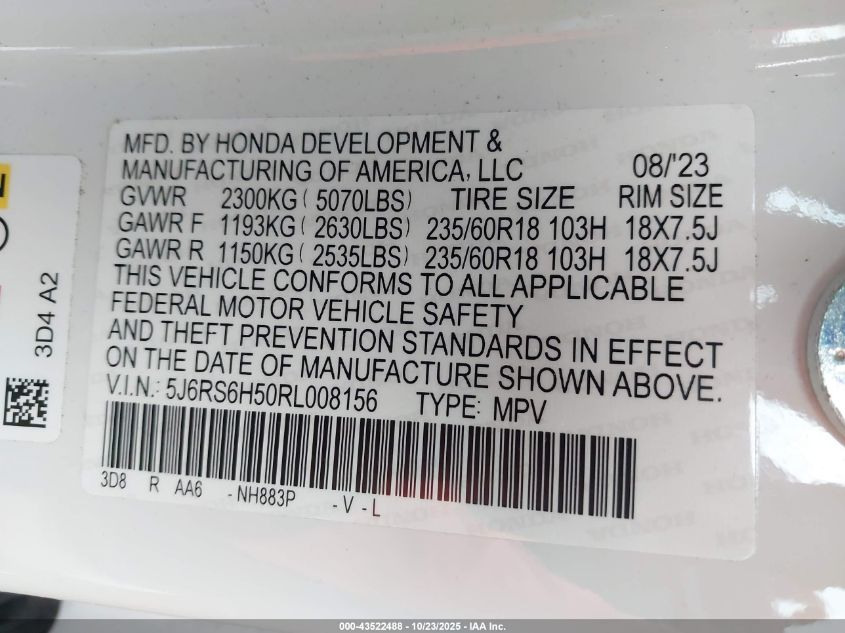 MFD. BY HONDA DEVELOPMENT &
MANUFACTURING OF AMERICA, LLC 08/'23
GVWR 2300KG ( 5070LBS) TIRE SIZE RIM SIZE
GAWR F 1193KG ( 2630LBS) 235/60R18 103H 18X7.5J
GAWR R 1150KG ( 2535LBS) 235/60R18 103H 18X7.5J
THIS VEHICLE CONFORMS TO ALL APPLICABLE
FEDERAL MOTOR VEHICLE SAFETY
AND THEFT PREVENTION STANDARDS IN EFFECT
ON THE DATE OF MANUFACTURE SHOWN ABOVE.
V.I.N.: 5J6RS6H50RL008156 TYPE: MPV
3D8 R AA6 -NH883P -V - L
3D4 A2
N
000-43522488 - 10/23/2025 - IAA Inc.